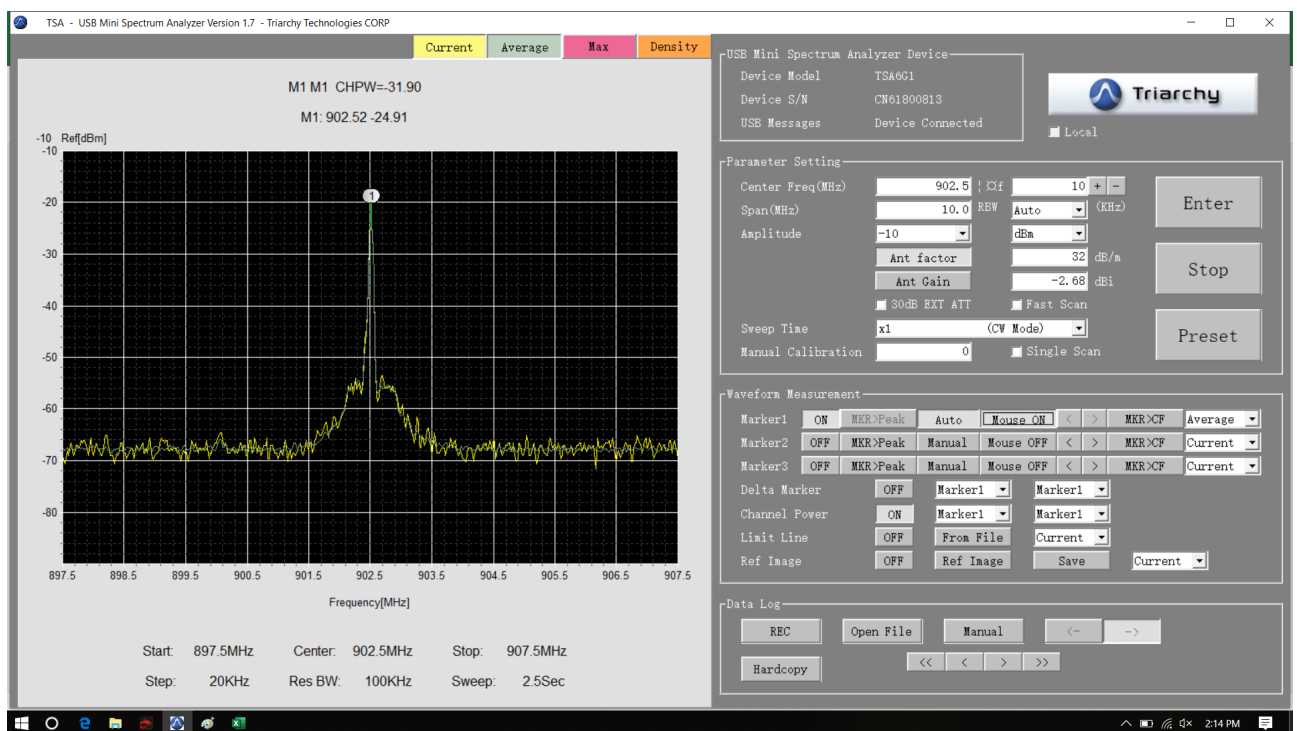 TSA - USB Mini Spectrum Analyzer Version 1.7 - Triarchy Technologies CORP
Current Average Max Density
M1 M1 CHPW=-31.90
M1: 902.52 -24.91
-10 Ref[dBm]
-10
1
-20
-30
-40
-50
-60
-70
-80
897.5 898.5 899.5 900.5 901.5 902.5 903.5 904.5 905.5 906.5 907.5
Frequency[MHz]
Start: 897.5MHz Center: 902.5MHz Stop: 907.5MHz
Step: 20KHz Res BW: 100KHz Sweep: 2.5Sec
USB Mini Spectrum Analyzer Device
Device Model TSA6G1
Device S/N CN61800813
USB Messages Device Connected
Triarchy
Local
Parameter Setting
Center Freq(MHz) 902.5 ¦¤f 10 + -
Span(MHz) 10.0 RBW Auto (KHz)
Amplitude -10 dBm
Ant factor 32 dB/m
Ant Gain -2.68 dBi
30dB EXT ATT Fast Scan
Sweep Time x1 (CW Mode)
Manual Calibration 0 Single Scan
Enter
Stop
Preset
Waveform Measurement
Marker1 ON MKR>Peak Auto Mouse ON < > MKR>CF Average
Marker2 OFF MKR>Peak Manual Mouse OFF < > MKR>CF Current
Marker3 OFF MKR>Peak Manual Mouse OFF < > MKR>CF Current
Delta Marker OFF Marker1 Marker1
Channel Power ON Marker1 Marker1
Limit Line OFF From File Current
Ref Image OFF Ref Image Save Current
Data Log
REC Open File Manual <- ->
Hardcopy << < > >>
2:14 PM